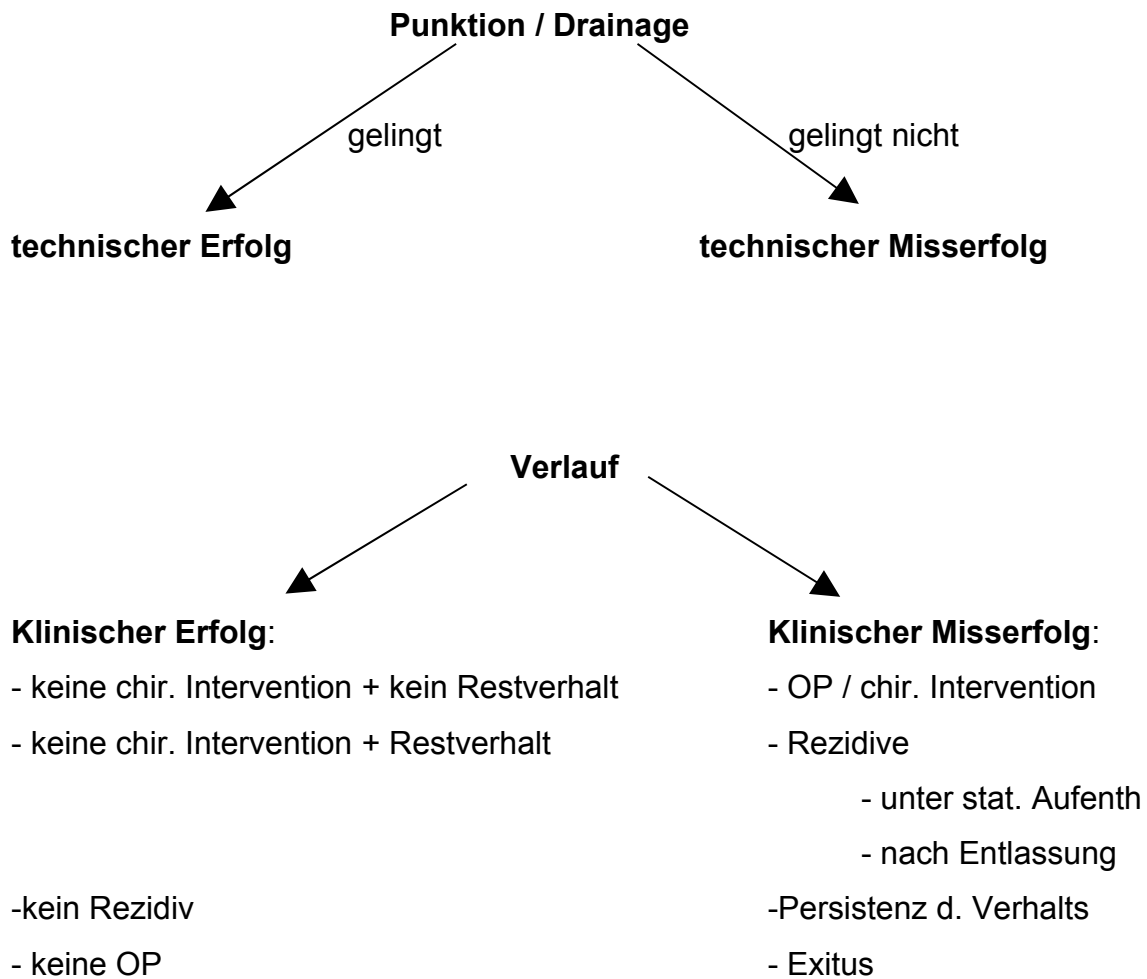 Punktion / Drainage
gelingt
gelingt nicht
technischer Erfolg
technischer Misserfolg
Verlauf
Klinischer Erfolg:
- keine chir. Intervention + kein Restverhalt
- keine chir. Intervention + Restverhalt
-kein Rezidiv
- keine OP
Klinischer Misserfolg:
- OP / chir. Intervention
- Rezidive
- unter stat. Aufenth
- nach Entlassung
-Persistenz d. Verhalts
- Exitus